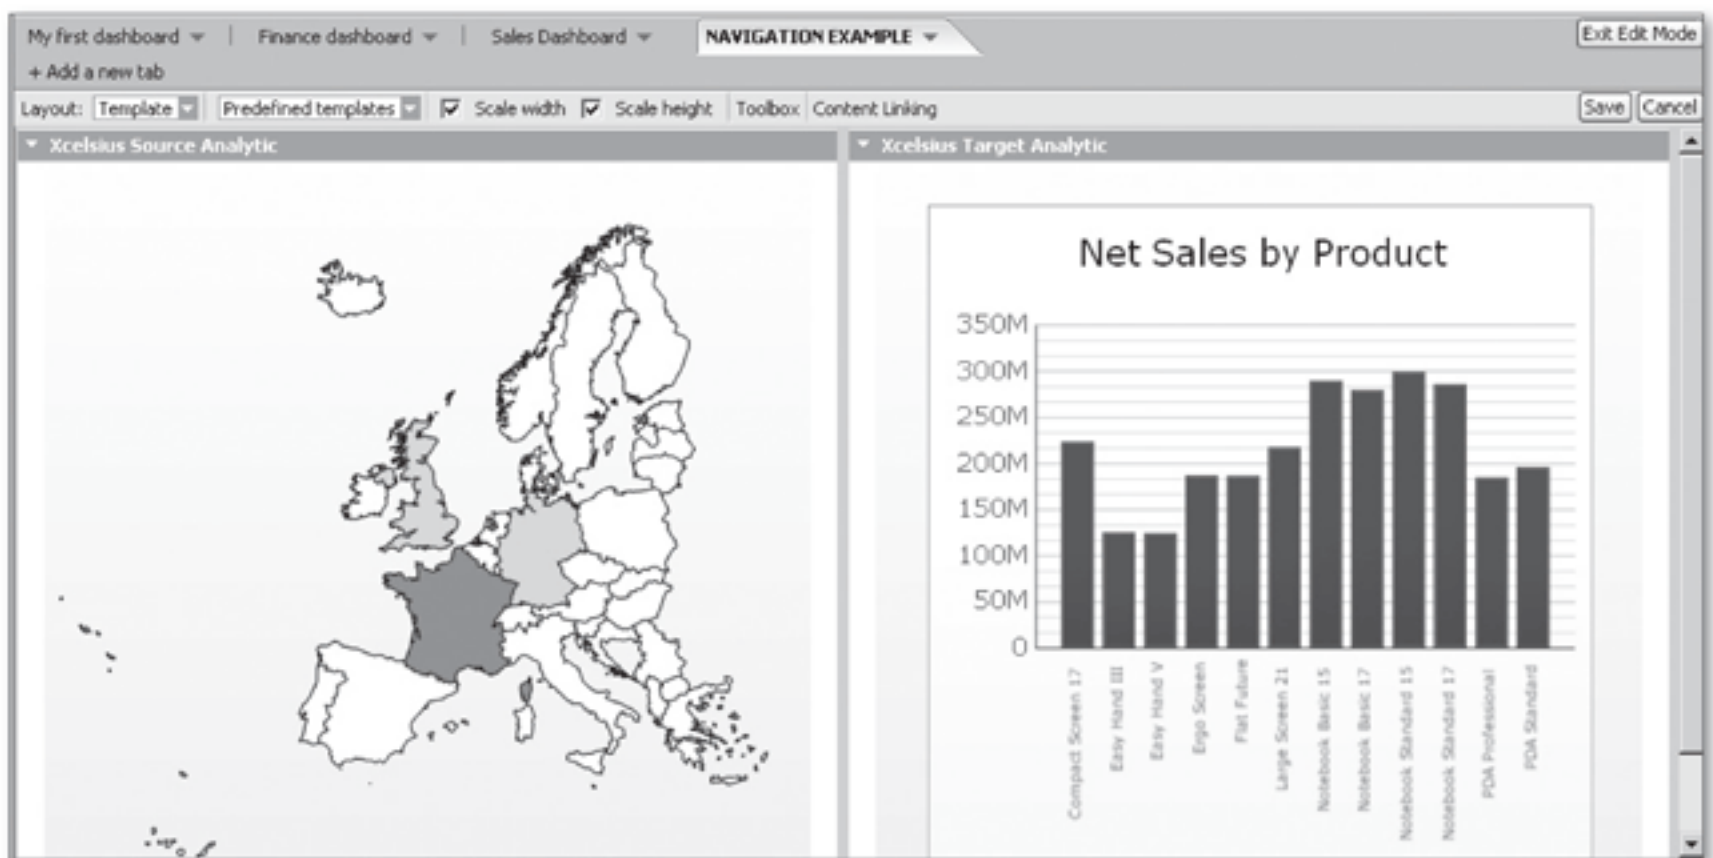 My first dashboard | Finance dashboard | Sales Dashboard NAVIGATION EXAMPLE Exit Edit Mode
+ Add a new tab
Layout: Template Predefined templates Scale width Scale height Toolbox Content Linking Save Cancel
Xcelsius Source Analytic
Xcelsius Target Analytic
Net Sales by Product
350M
300M
250M
200M
150M
100M
50M
0
Compact Screen 17
Easy Hand III
Easy Hand V
Ergo Screen
Flat Future
Large Screen 21
Notebook Basic 15
Notebook Basic 17
Notebook Standard 15
Notebook Standard 17
PDA Professional
PDA Standard